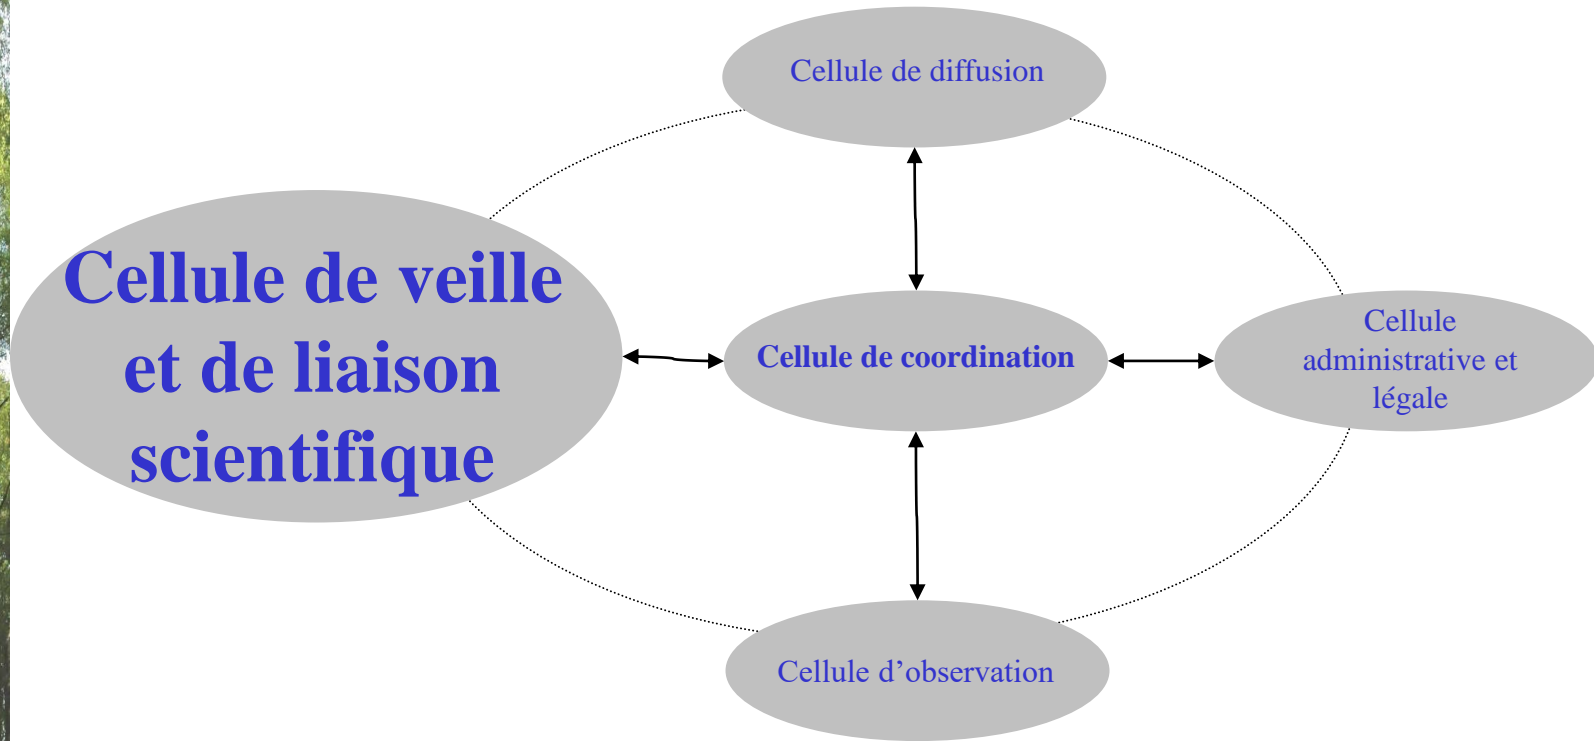 Cellule de diffusion
Cellule de veille
et de liaison
scientifique
Cellule de coordination
Cellule
administrative et
légale
Cellule d’observation